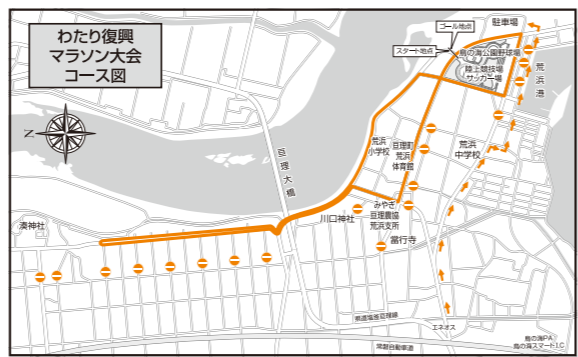 わたり復興
マラソン大会
コース図
N
ゴール地点
スタート地点
駐車場
鳥の海公園野球場
陸上競技場
サッカー場
荒浜港
荒浜
小学校
亘理町
荒浜
体育館
荒浜
中学校
亘理大橋
みやぎ
亘理農協
荒浜支所
川口神社
當行寺
湊神社
エネオス
常磐自動車道
鳥の海PA
鳥の海スマートI.C